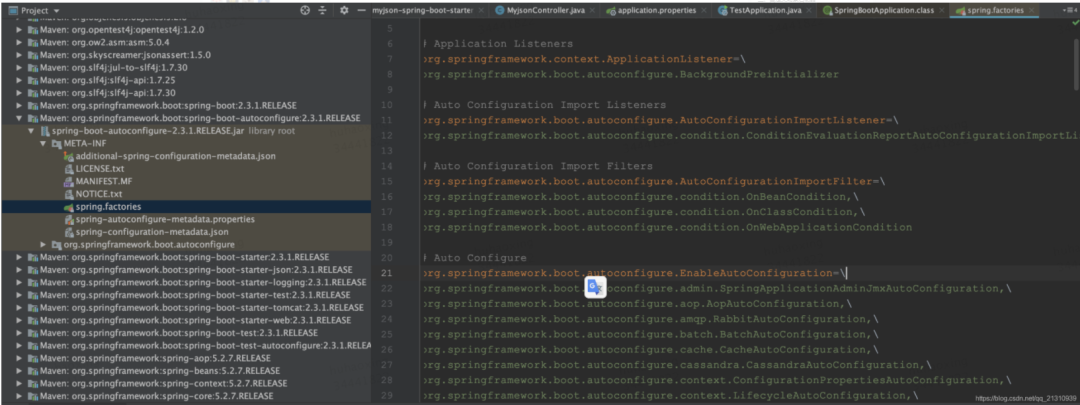 Project
Maven: org.opentest4j:opentest4j:1.2.0
Maven: org.ow2.asm:asm:5.0.4
Maven: org.skyscreamer:jsonassert:1.5.0
Maven: org.slf4j:jul-to-slf4j:1.7.30
Maven: org.slf4j:slf4j-api:1.7.25
Maven: org.slf4j:slf4j-api:1.7.30
Maven: org.springframework.boot:spring-boot:2.3.1.RELEASE
Maven: org.springframework.boot:spring-boot-autoconfigure:2.3.1.RELEASE
spring-boot-autoconfigure-2.3.1.RELEASE.jar library root
META-INF
additional-spring-configuration-metadata.json
LICENSE.txt
MANIFEST.MF
NOTICE.txt
spring.factories
spring-autoconfigure-metadata.properties
spring-configuration-metadata.json
org.springframework.boot.autoconfigure
Maven: org.springframework.boot:spring-boot-starter:2.3.1.RELEASE
Maven: org.springframework.boot:spring-boot-starter-json:2.3.1.RELEASE
Maven: org.springframework.boot:spring-boot-starter-logging:2.3.1.RELEASE
Maven: org.springframework.boot:spring-boot-starter-test:2.3.1.RELEASE
Maven: org.springframework.boot:spring-boot-starter-tomcat:2.3.1.RELEASE
Maven: org.springframework.boot:spring-boot-starter-web:2.3.1.RELEASE
Maven: org.springframework.boot:spring-boot-test:2.3.1.RELEASE
Maven: org.springframework.boot:spring-boot-test-autoconfigure:2.3.1.RELEA
Maven: org.springframework:spring-aop:5.2.7.RELEASE
Maven: org.springframework:spring-beans:5.2.7.RELEASE
Maven: org.springframework:spring-context:5.2.7.RELEASE
Maven: org.springframework:spring-core:5.2.7.RELEASE
myjson-spring-boot-starter MyjsonController.java application.properties TestApplication.java SpringBootApplication.class spring.factories
5
6 # Application Listeners
7 org.springframework.context.ApplicationListener=\
8 org.springframework.boot.autoconfigure.BackgroundPreinitializer
9
10 # Auto Configuration Import Listeners
11 org.springframework.boot.autoconfigure.AutoConfigurationImportListener=\
12 org.springframework.boot.autoconfigure.condition.ConditionEvaluationReportAutoConfigurationImportLi
13
14 # Auto Configuration Import Filters
15 org.springframework.boot.autoconfigure.AutoConfigurationImportFilter=\
16 org.springframework.boot.autoconfigure.condition.OnBeanCondition,\
17 org.springframework.boot.autoconfigure.condition.OnClassCondition,\
18 org.springframework.boot.autoconfigure.condition.OnWebApplicationCondition
19
20 # Auto Configure
21 org.springframework.boot.autoconfigure.EnableAutoConfiguration=\
22 org.springframework.boot.autoconfigure.admin.SpringApplicationAdminJmxAutoConfiguration,\
23 org.springframework.boot.autoconfigure.aop.AopAutoConfiguration,\
24 org.springframework.boot.autoconfigure.amqp.RabbitAutoConfiguration,\
25 org.springframework.boot.autoconfigure.batch.BatchAutoConfiguration,\
26 org.springframework.boot.autoconfigure.cache.CacheAutoConfiguration,\
27 org.springframework.boot.autoconfigure.cassandra.CassandraAutoConfiguration,\
28 org.springframework.boot.autoconfigure.context.ConfigurationPropertiesAutoConfiguration,\
29 org.springframework.boot.autoconfigure.context.LifecycleAutoConfiguration,\
https://blog.csdn.net/qq_21310939